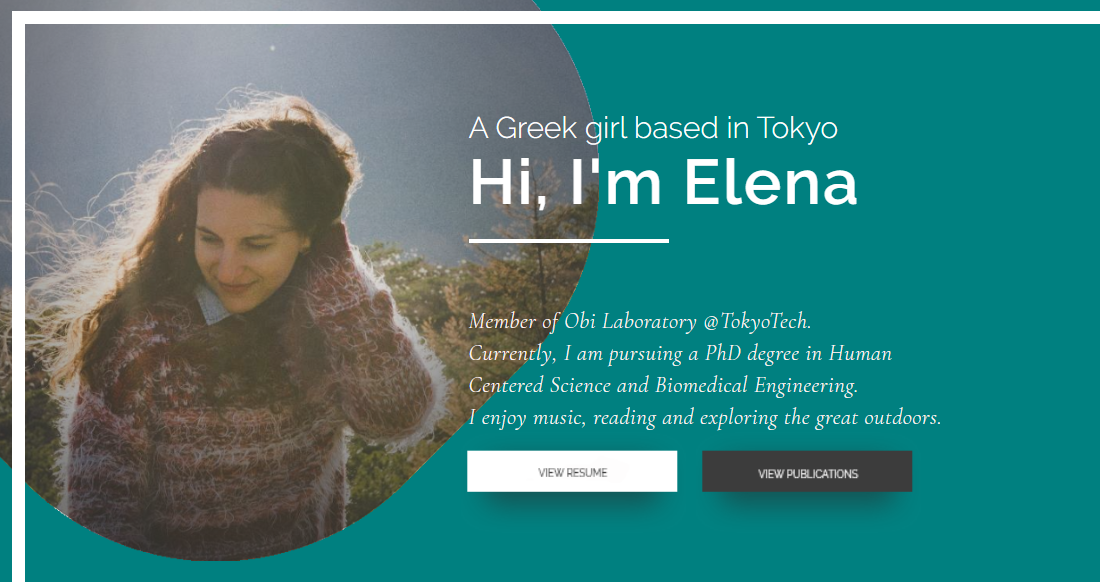 A Greek girl based in Tokyo
Hi, I'm Elena
Member of Obi Laboratory @TokyoTech.
Currently, I am pursuing a PhD degree in Human
Centered Science and Biomedical Engineering.
I enjoy music, reading and exploring the great outdoors.
VIEW RESUME
VIEW PUBLICATIONS